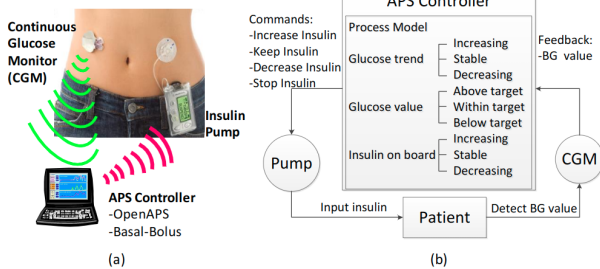 Continuous
Glucose
Monitor
(CGM)
Insulin
Pump
APS Controller
-OpenAPS
-Basal-Bolus
(a)
APS Controller
Commands:
-Increase Insulin
-Keep Insulin
-Decrease Insulin
-Stop Insulin
Process Model
Glucose trend
Increasing
Stable
Decreasing
Glucose value
Above target
Within target
Below target
Insulin on board
Increasing
Stable
Decreasing
Feedback:
-BG value
Pump
CGM
Input insulin
Patient
Detect BG value
(b)